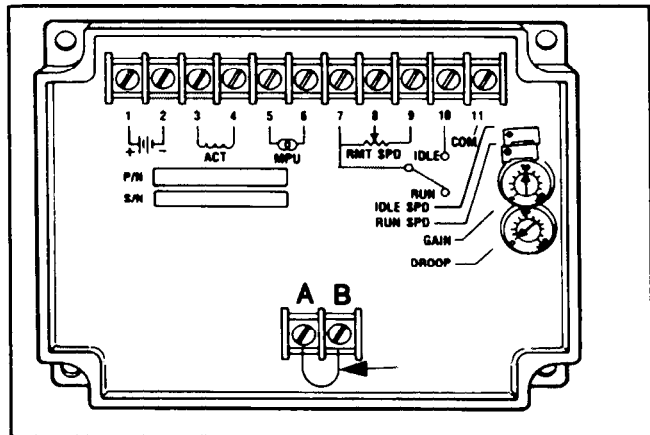 1 2 3 4 5 6 7 8 9 10 11
+ -
ACT
MPU
RMT SPD
IDLE
COM
RUN
P/N
S/N
IDLE SPD
RUN SPD
GAIN
DROOP
A B